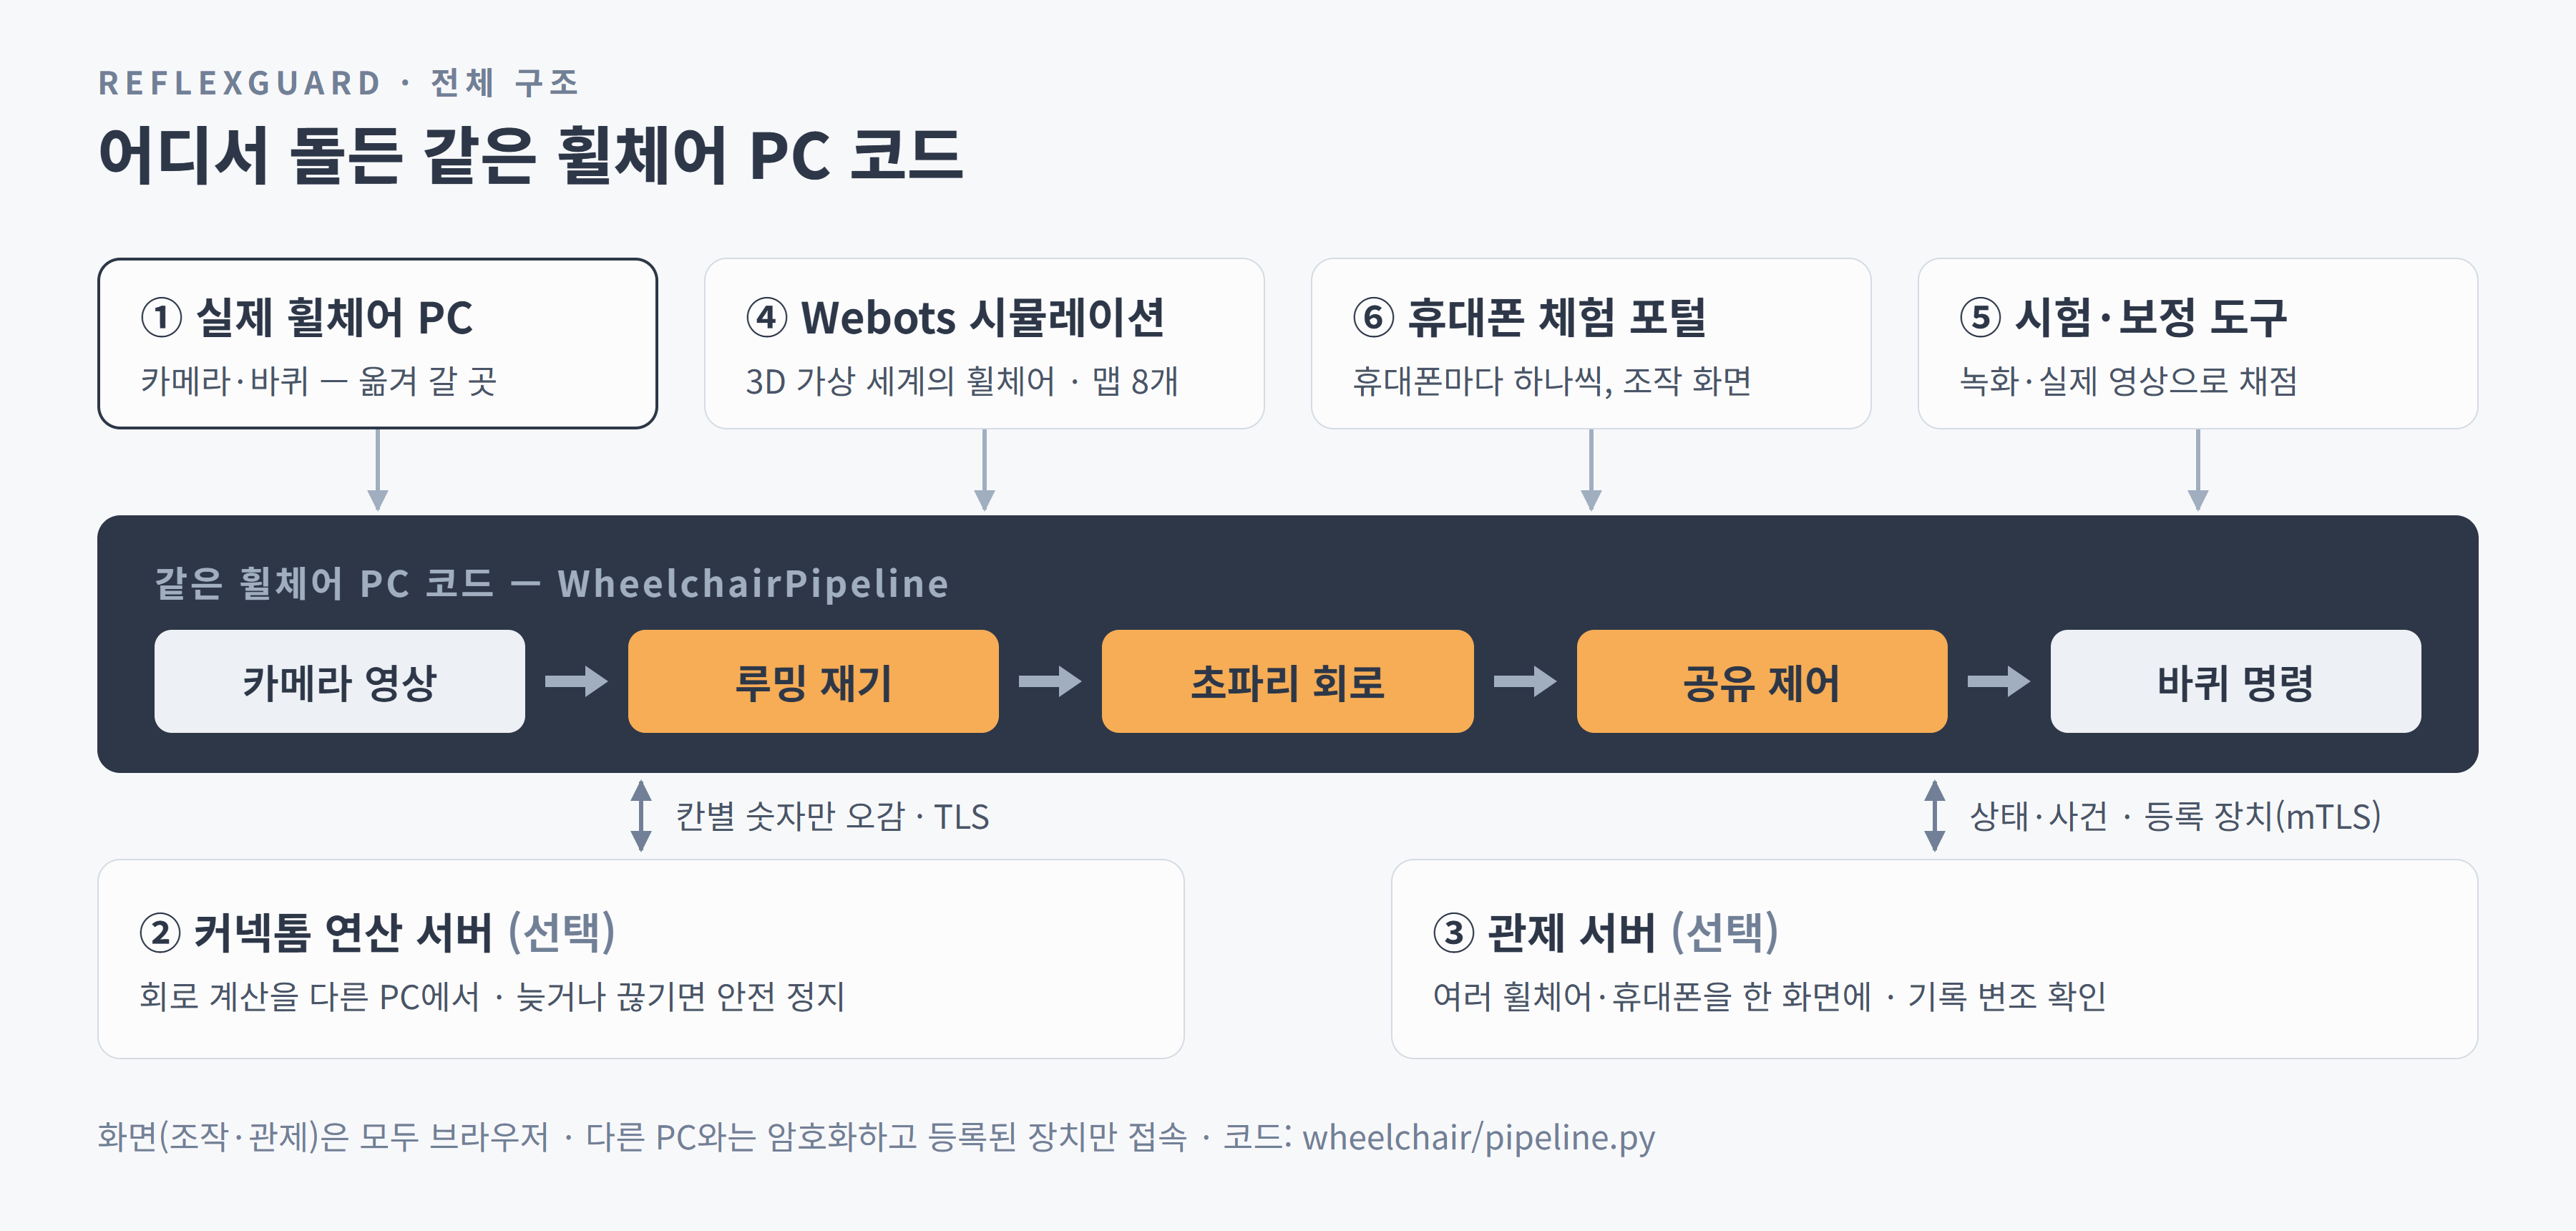 REFLEXGUARD · 전체 구조
어디서 돌든 같은 휠체어 PC 코드
① 실제 휠체어 PC
카메라·바퀴 — 옮겨 갈 곳
④ Webots 시뮬레이션
3D 가상 세계의 휠체어 · 맵 8개
⑥ 휴대폰 체험 포털
휴대폰마다 하나씩, 조작 화면
⑤ 시험·보정 도구
녹화·실제 영상으로 채점
같은 휠체어 PC 코드 — WheelchairPipeline
카메라 영상
루밍 재기
초파리 회로
공유 제어
바퀴 명령
칸별 숫자만 오감 · TLS
상태·사건 · 등록 장치(mTLS)
② 커넥톰 연산 서버 (선택)
회로 계산을 다른 PC에서 · 늦거나 끊기면 안전 정지
③ 관제 서버 (선택)
여러 휠체어·휴대폰을 한 화면에 · 기록 변조 확인
화면(조작·관제)은 모두 브라우저 · 다른 PC와는 암호화하고 등록된 장치만 접속 · 코드: wheelchair/pipeline.py